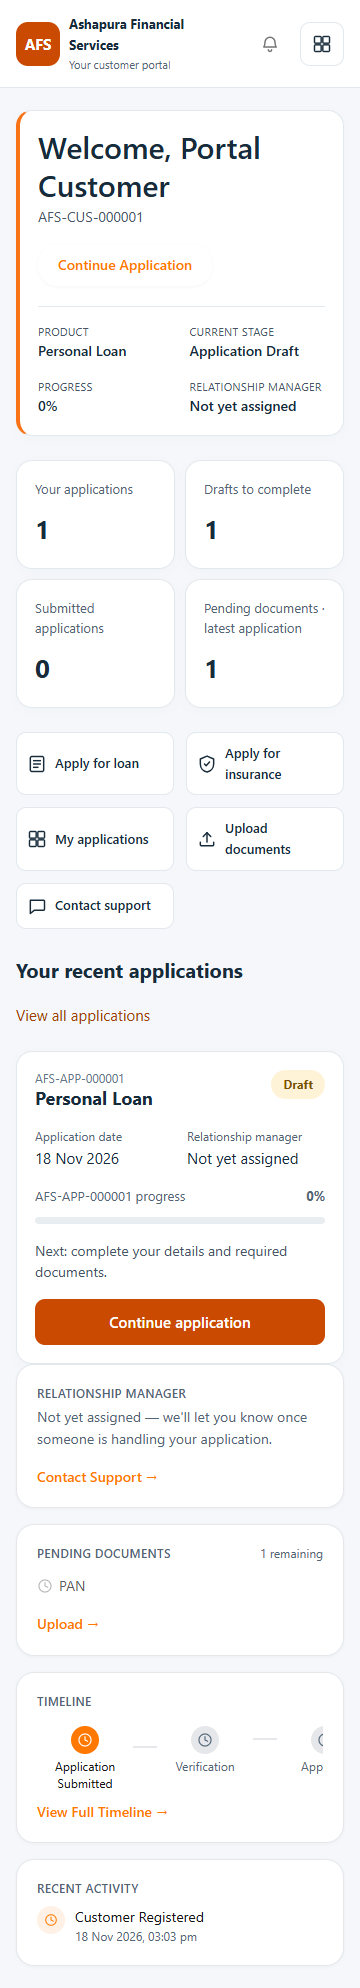 AFS
Ashapura Financial
Services
Your customer portal
Welcome, Portal
Customer
AFS-CUS-000001
Continue Application
PRODUCT
Personal Loan
CURRENT STAGE
Application Draft
PROGRESS
0%
RELATIONSHIP MANAGER
Not yet assigned
Your applications
1
Drafts to complete
1
Submitted
applications
0
Pending documents ·
latest application
1
Apply for loan
Apply for
insurance
My applications
Upload
documents
Contact support
Your recent applications
View all applications
AFS-APP-000001
Personal Loan
Draft
Application date
18 Nov 2026
Relationship manager
Not yet assigned
AFS-APP-000001 progress
0%
Next: complete your details and required
documents.
Continue application
RELATIONSHIP MANAGER
Not yet assigned — we'll let you know once
someone is handling your application.
Contact Support →
PENDING DOCUMENTS
1 remaining
PAN
Upload →
TIMELINE
Application
Submitted
Verification
App
View Full Timeline →
RECENT ACTIVITY
Customer Registered
18 Nov 2026, 03:03 pm